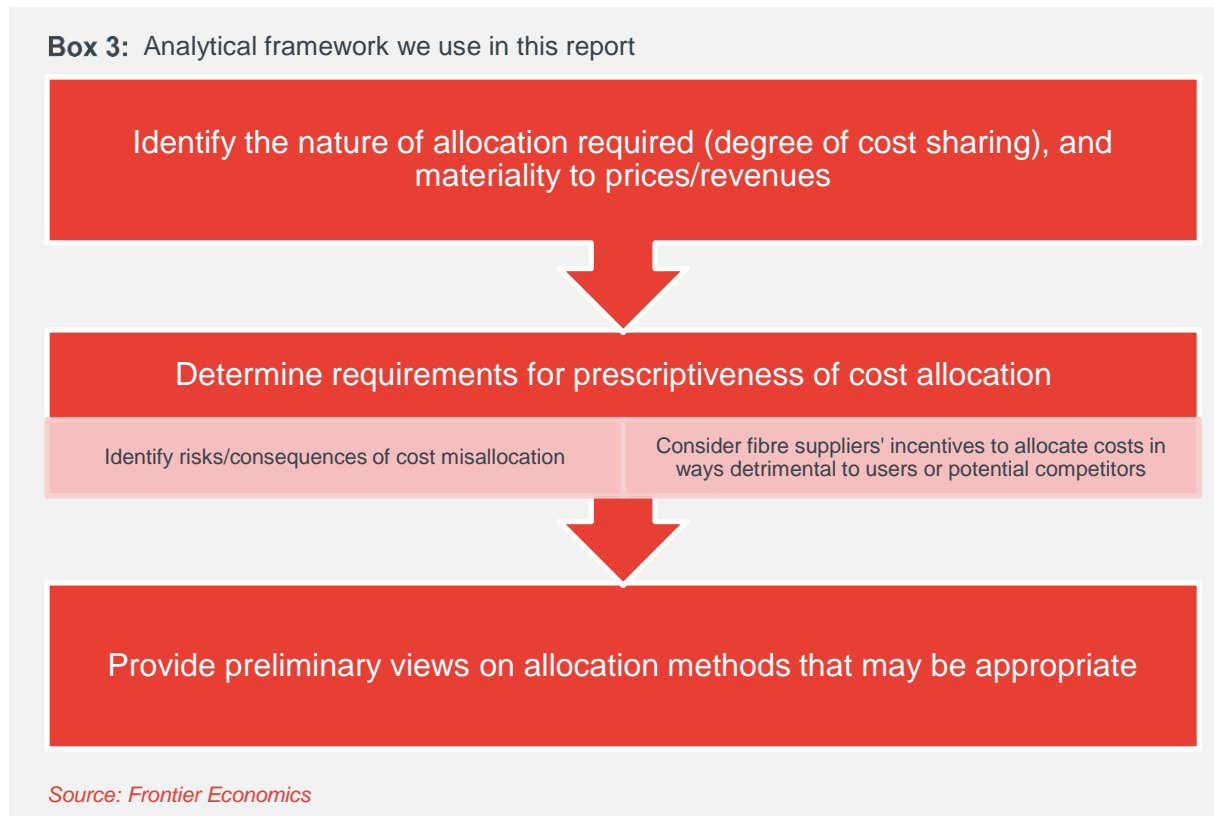 Box 3: Analytical framework we use in this report
Identify the nature of allocation required (degree of cost sharing), and
materiality to prices/revenues
Determine requirements for prescriptiveness of cost allocation
Identify risks/consequences of cost misallocation
Consider fibre suppliers' incentives to allocate costs in
ways detrimental to users or potential competitors
Provide preliminary views on allocation methods that may be appropriate
Source: Frontier Economics